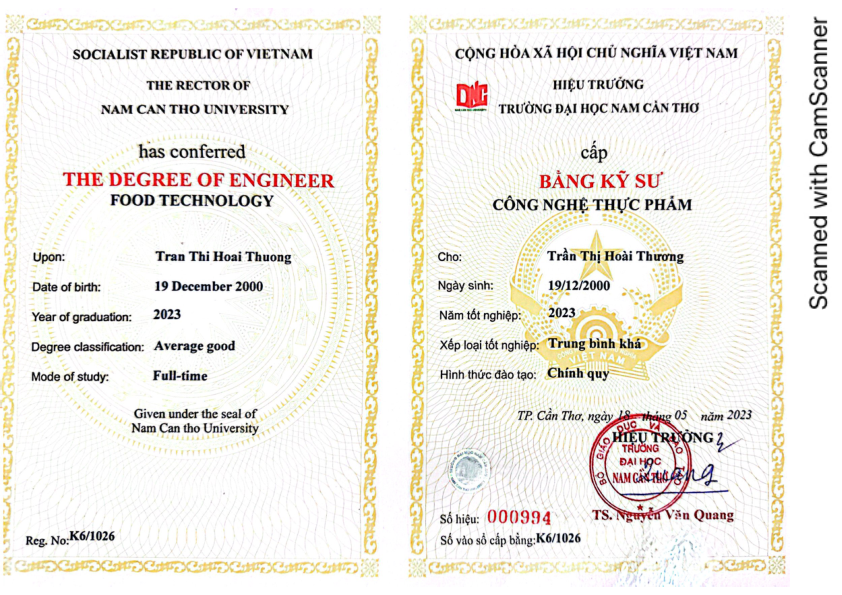 SOCIALIST REPUBLIC OF VIETNAM
THE RECTOR OF
NAM CAN THO UNIVERSITY
has conferred
THE DEGREE OF ENGINEER
FOOD TECHNOLOGY
Upon: Tran Thi Hoai Thuong
Date of birth: 19 December 2000
Year of graduation: 2023
Degree classification: Average good
Mode of study: Full-time
Given under the seal of
Nam Can tho University
Reg. No:K6/1026
CỘNG HÒA XÃ HỘI CHỦ NGHĨA VIỆT NAM
DNC
HIỆU TRƯỞNG
TRƯỜNG ĐẠI HỌC NAM CẦN THƠ
cấp
BẰNG KỸ SƯ
CÔNG NGHỆ THỰC PHẨM
Cho: Trần Thị Hoài Thương
Ngày sinh: 19/12/2000
Năm tốt nghiệp: 2023
Xếp loại tốt nghiệp: Trung bình khá
Hình thức đào tạo: Chính quy
VIỆT NAM
TP. Cần Thơ, ngày 18 tháng 05 năm 2023
HIỆU TRƯỞNG
BỘ GIÁO DỤC VÀ ĐÀO TẠO
TRƯỜNG
ĐẠI HỌC
NAM CẦN THƠ
Quang
TS. Nguyễn Văn Quang
Số hiệu: 000994
Số vào sổ cấp bằng:K6/1026
Scanned with CamScanner